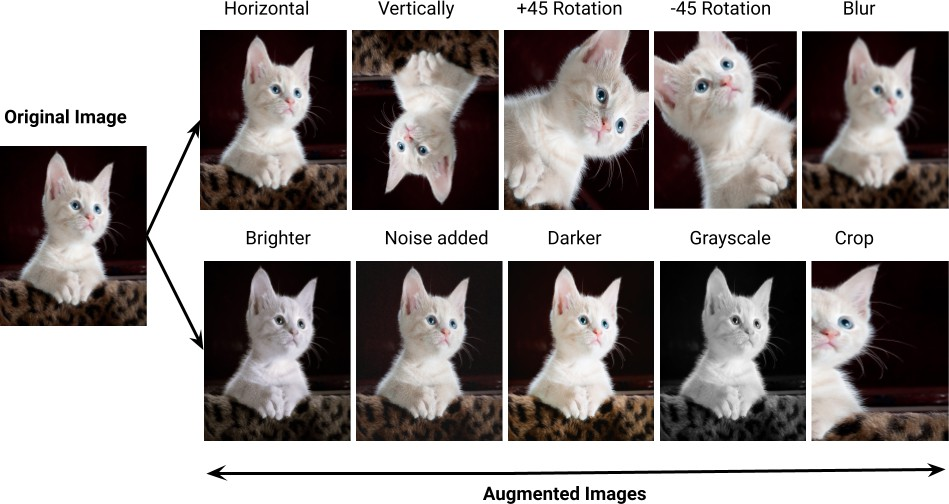 Horizontal
Vertically
+45 Rotation
-45 Rotation
Blur
Original Image
Brighter
Noise added
Darker
Grayscale
Crop
Augmented Images